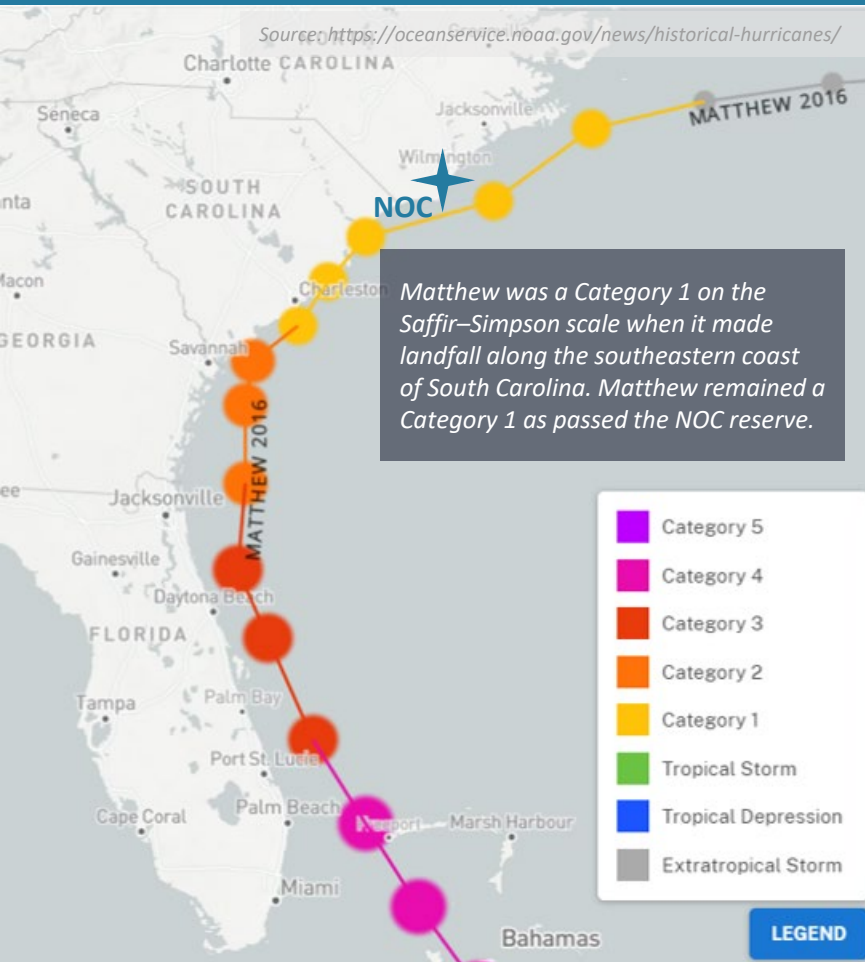 Source: https://oceanservice.noaa.gov/news/historical-hurricanes/
Charlotte
CAROLINA
Seneca
Jacksonville
MATTHEW 2016
Wilmington
SOUTH
CAROLINA
NOC
Macon
Charleston
GEORGIA
Savannah
Matthew was a Category 1 on the
Saffir–Simpson scale when it made
landfall along the southeastern coast
of South Carolina. Matthew remained a
Category 1 as passed the NOC reserve.
MATTHEW 2016
Jacksonville
Gainesville
Daytona Beach
FLORIDA
Tampa
Palm Bay
Port St. Lucie
Cape Coral
Palm Beach
Freeport
Marsh Harbour
Miami
Bahamas
Category 5
Category 4
Category 3
Category 2
Category 1
Tropical Storm
Tropical Depression
Extratropical Storm
LEGEND